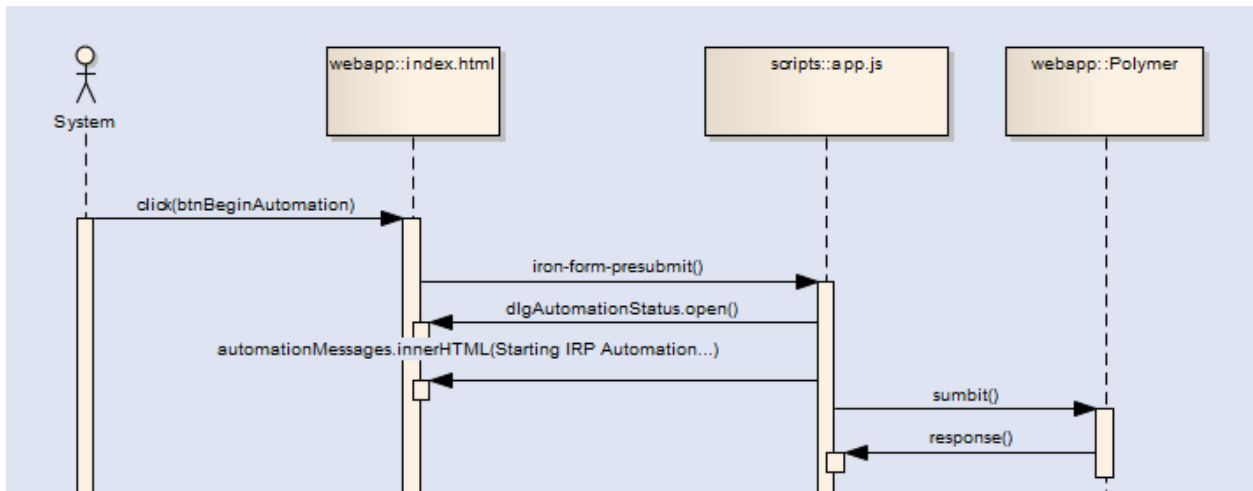 webapp::index.html
scripts::app.js
webapp::Polymer
System
click(btnBeginAutomation)
iron-form-presubmit()
dlgAutomationStatus.open()
automationMessages.innerHTML(Starting IRP Automation...)
sumbit()
response()